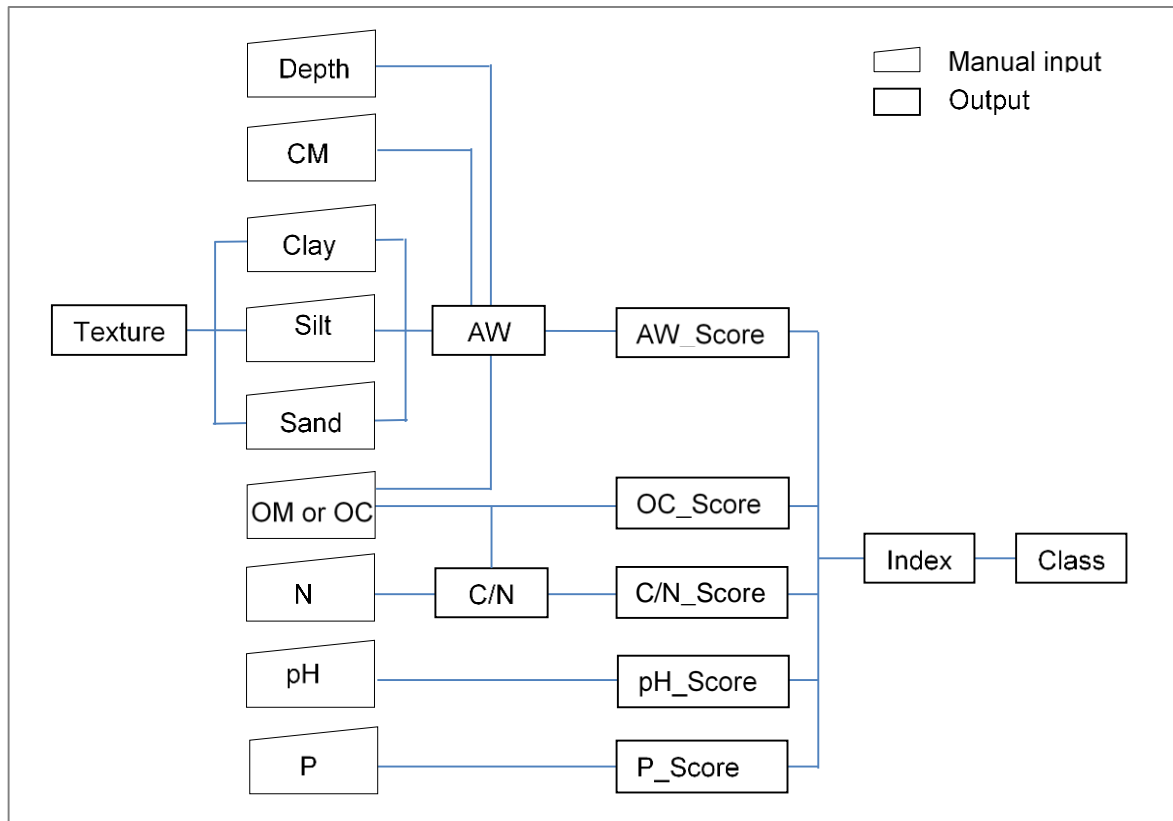 Depth
Manual input
Output
CM
Clay
Texture
Silt
AW
AW_Score
Sand
OM or OC
OC_Score
Index
Class
N
C/N
C/N_Score
pH
pH_Score
P
P_Score